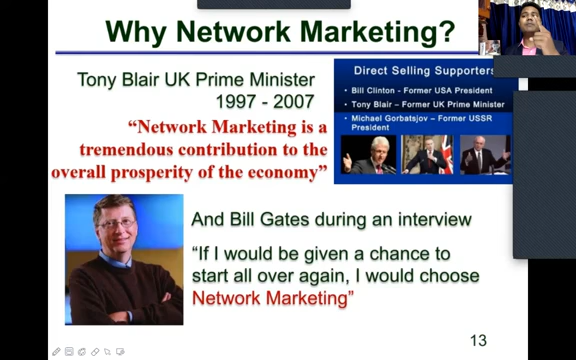 Why Network Marketing?
Tony Blair UK Prime Minister
1997 - 2007
“Network Marketing is a
tremendous contribution to the
overall prosperity of the economy”
Direct Selling Supporters
• Bill Clinton - Former USA President
• Tony Blair – Former UK Prime Minister
• Michael Gorbatsjov – Former USSR
President
And Bill Gates during an interview
“If I would be given a chance to
start all over again, I would choose
Network Marketing”
13